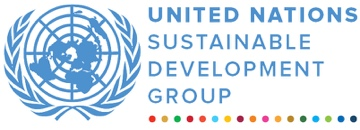 UNITED NATIONS
SUSTAINABLE
DEVELOPMENT
GROUP